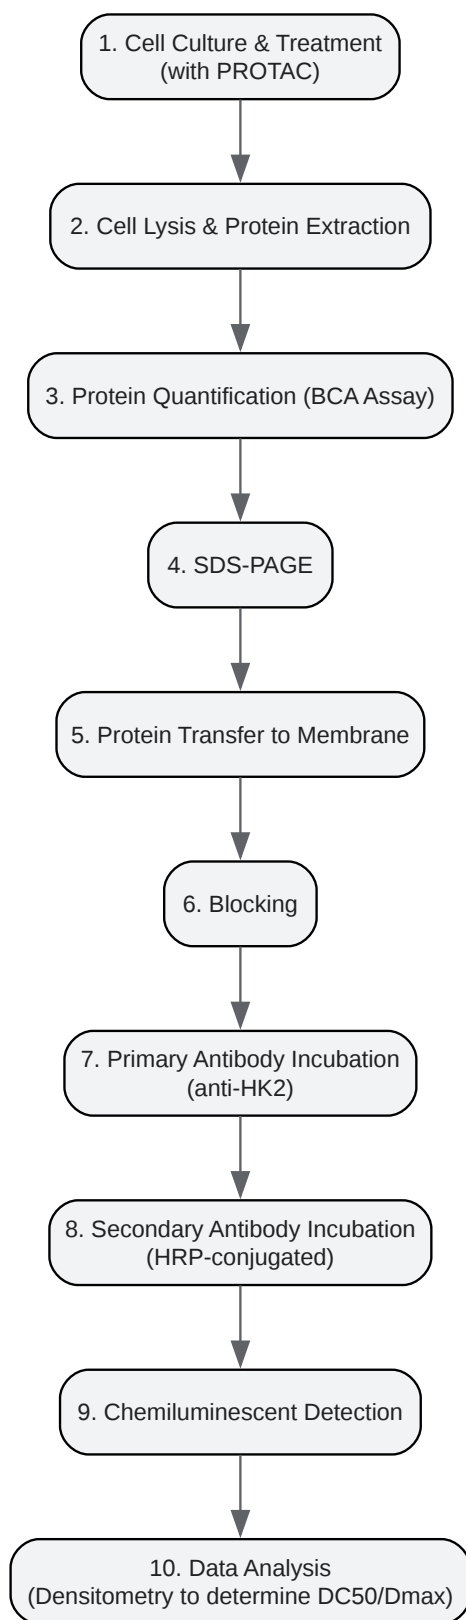 1. Cell Culture & Treatment
(with PROTAC)
2. Cell Lysis & Protein Extraction
3. Protein Quantification (BCA Assay)
4. SDS-PAGE
5. Protein Transfer to Membrane
6. Blocking
7. Primary Antibody Incubation
(anti-HK2)
8. Secondary Antibody Incubation
(HRP-conjugated)
9. Chemiluminescent Detection
10. Data Analysis
(Densitometry to determine DC50/Dmax)